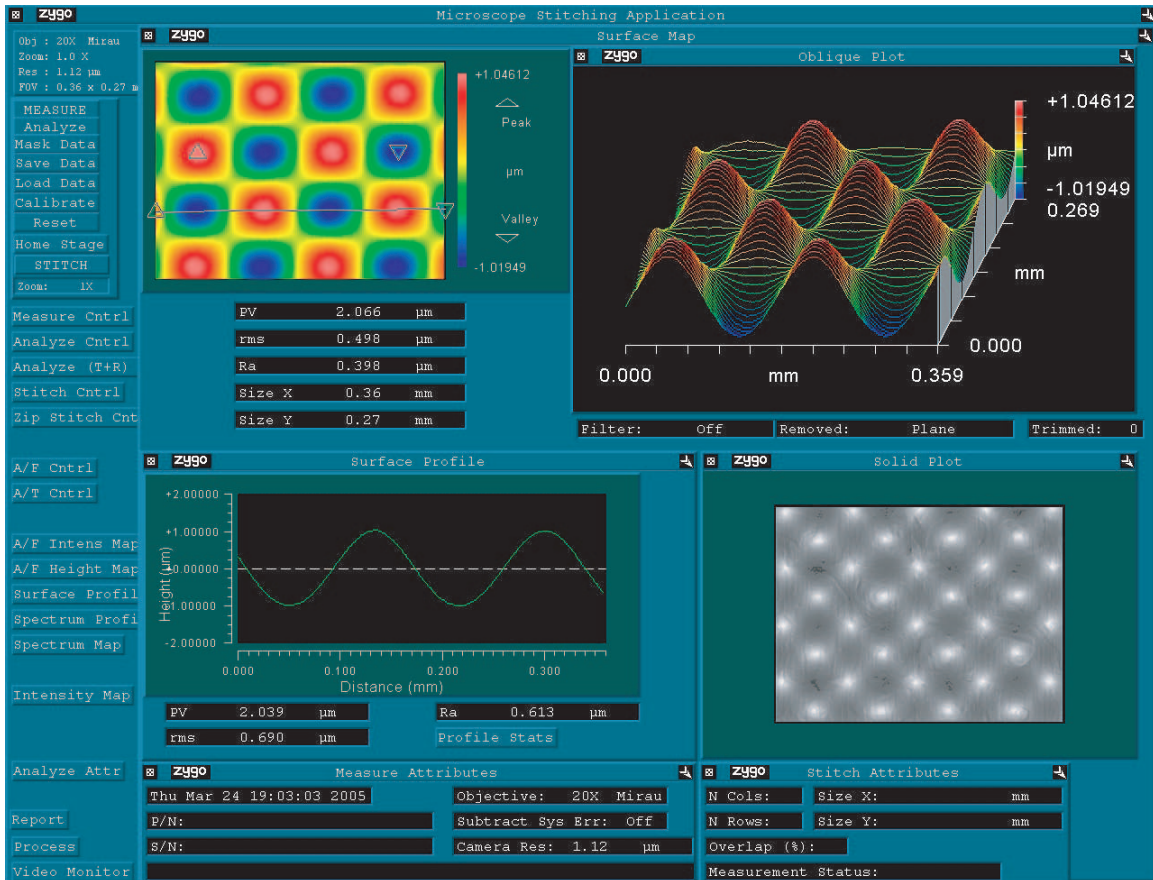 zygo Microscope Stitching Application
Obj : 20X Mirau
Zoom: 1.0 X
Res : 1.12 µm
FOV : 0.36 x 0.27 m
MEASURE
Analyze
Mask Data
Save Data
Load Data
Calibrate
Reset
Home Stage
STITCH
Zoom: 1X
Measure Cntrl
Analyze Cntrl
Analyze (T+R)
Stitch Cntrl
Zip Stitch Cnt
A/F Cntrl
A/T Cntrl
A/F Intens Map
A/F Height Map
Surface Profil
Spectrum Profi
Spectrum Map
Intensity Map
Analyze Attr
Report
Process
Video Monitor
zygo Surface Map
+1.04612
Peak
µm
Valley
-1.01949
PV 2.066 µm
rms 0.498 µm
Ra 0.398 µm
Size X 0.36 mm
Size Y 0.27 mm
zygo Oblique Plot
+1.04612
µm
-1.01949
0.269
mm
0.000
0.000 mm 0.359
Filter: Off Removed: Plane Trimmed: 0
zygo Surface Profile
+2.00000
+1.00000
+0.00000
-1.00000
-2.00000
Height (µm)
0.000 0.100 0.200 0.300
Distance (mm)
PV 2.039 µm Ra 0.613 µm
rms 0.690 µm Profile Stats
zygo Solid Plot
zygo Measure Attributes
Thu Mar 24 19:03:03 2005 Objective: 20X Mirau
P/N: Subtract Sys Err: Off
S/N: Camera Res: 1.12 µm
zygo Stitch Attributes
N Cols: Size X: mm
N Rows: Size Y: mm
Overlap (%):
Measurement Status: